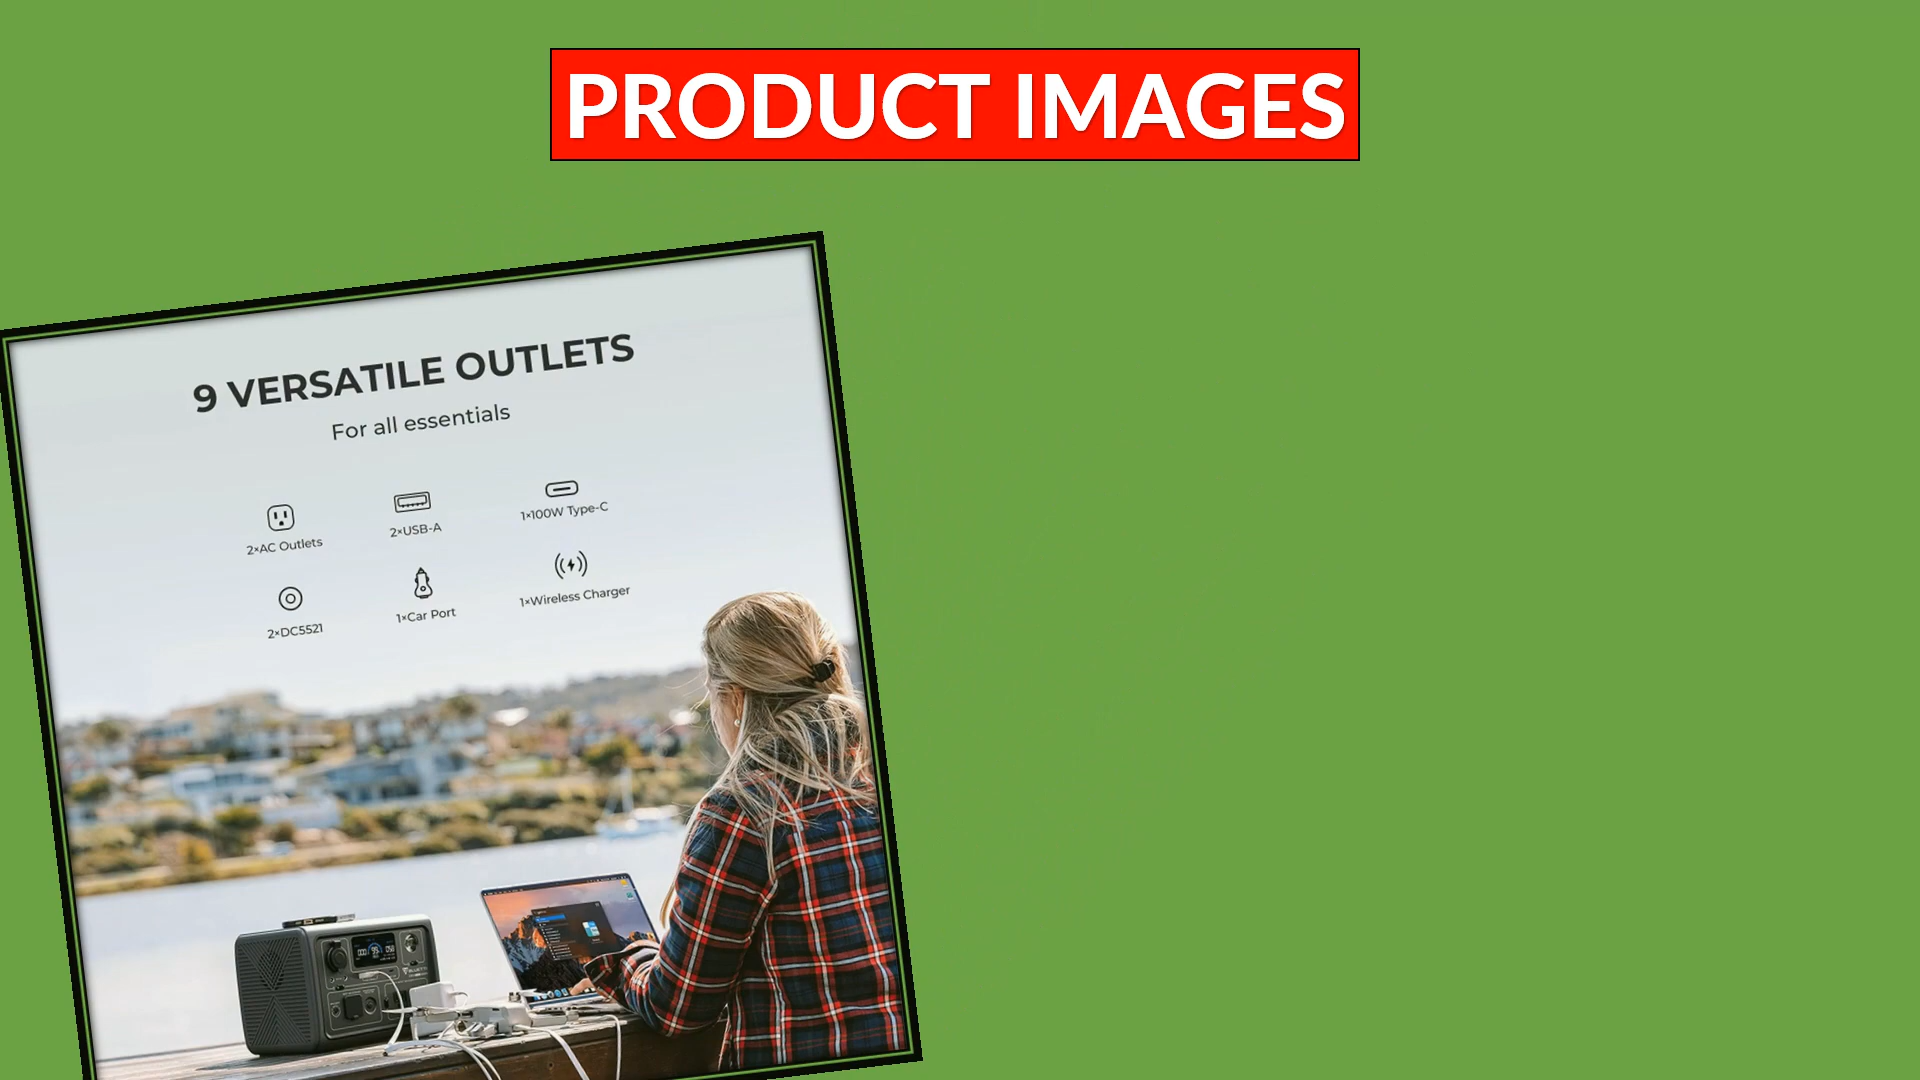 PRODUCT IMAGES
9 VERSATILE OUTLETS
For all essentials
2×AC Outlets
2×USB-A
1×100W Type-C
2×DC5521
1×Car Port
1×Wireless Charger
BLUETTI